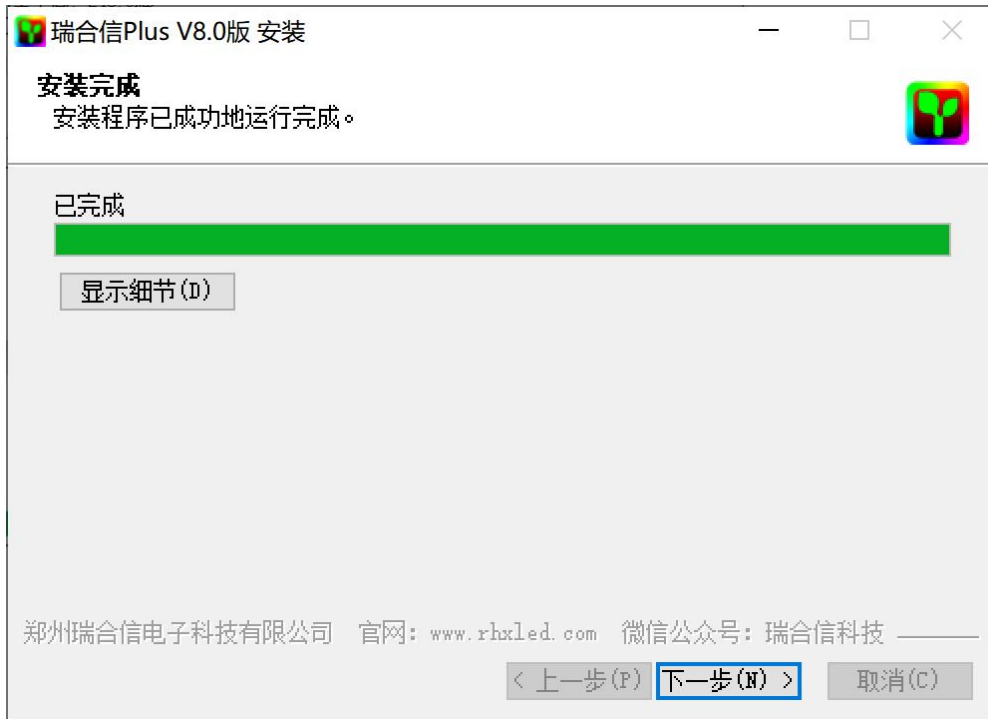 瑞合信Plus V8.0版 安装
安装完成
安装程序已成功地运行完成。
已完成
显示细节(D)
郑州瑞合信电子科技有限公司 官网: www.rhxled.com 微信公众号: 瑞合信科技
< 上一步(P) 下一步(N) > 取消(C)